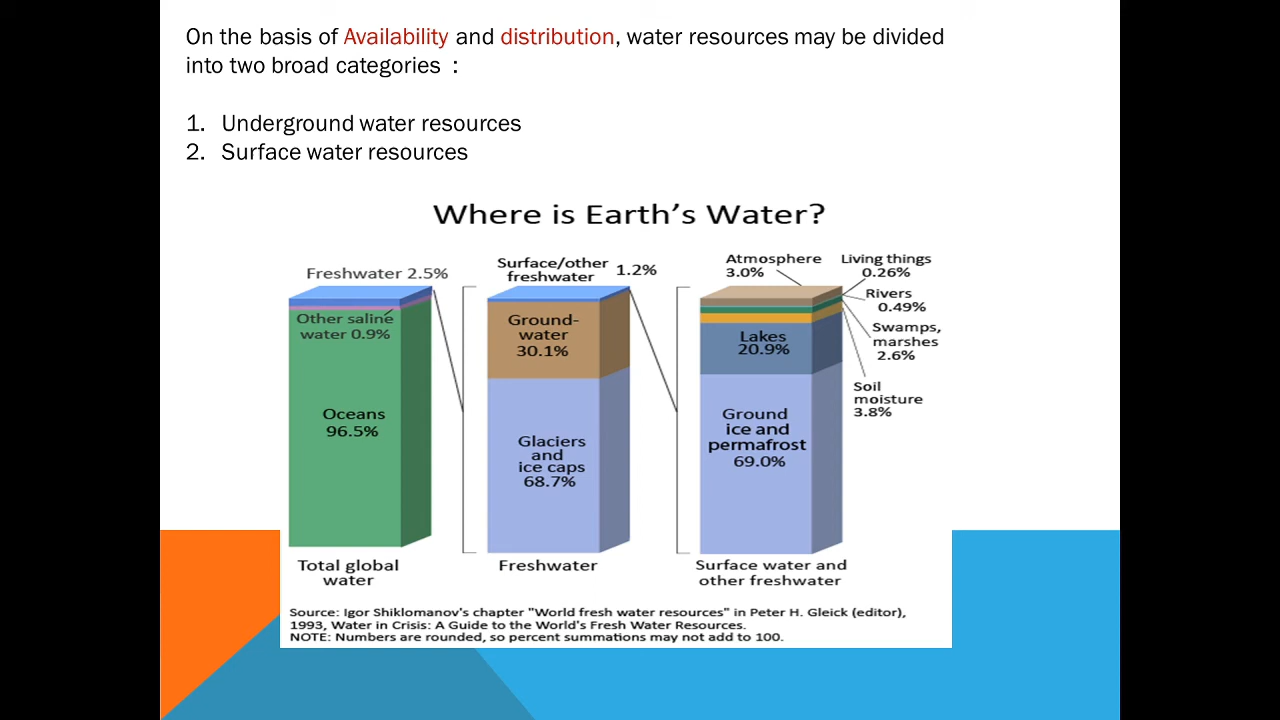 On the basis of Availability and distribution, water resources may be divided
into two broad categories :
1. Underground water resources
2. Surface water resources
Where is Earth's Water?
Freshwater 2.5%
Other saline
water 0.9%
Oceans
96.5%
Total global
water
Surface/other
freshwater 1.2%
Ground-
water
30.1%
Glaciers
and
ice caps
68.7%
Freshwater
Atmosphere
3.0%
Living things
0.26%
Rivers
0.49%
Swamps,
marshes
2.6%
Soil
moisture
3.8%
Lakes
20.9%
Ground
ice and
permafrost
69.0%
Surface water and
other freshwater
Source: Igor Shiklomanov's chapter "World fresh water resources" in Peter H. Gleick (editor),
1993, Water in Crisis: A Guide to the World's Fresh Water Resources.
NOTE: Numbers are rounded, so percent summations may not add to 100.